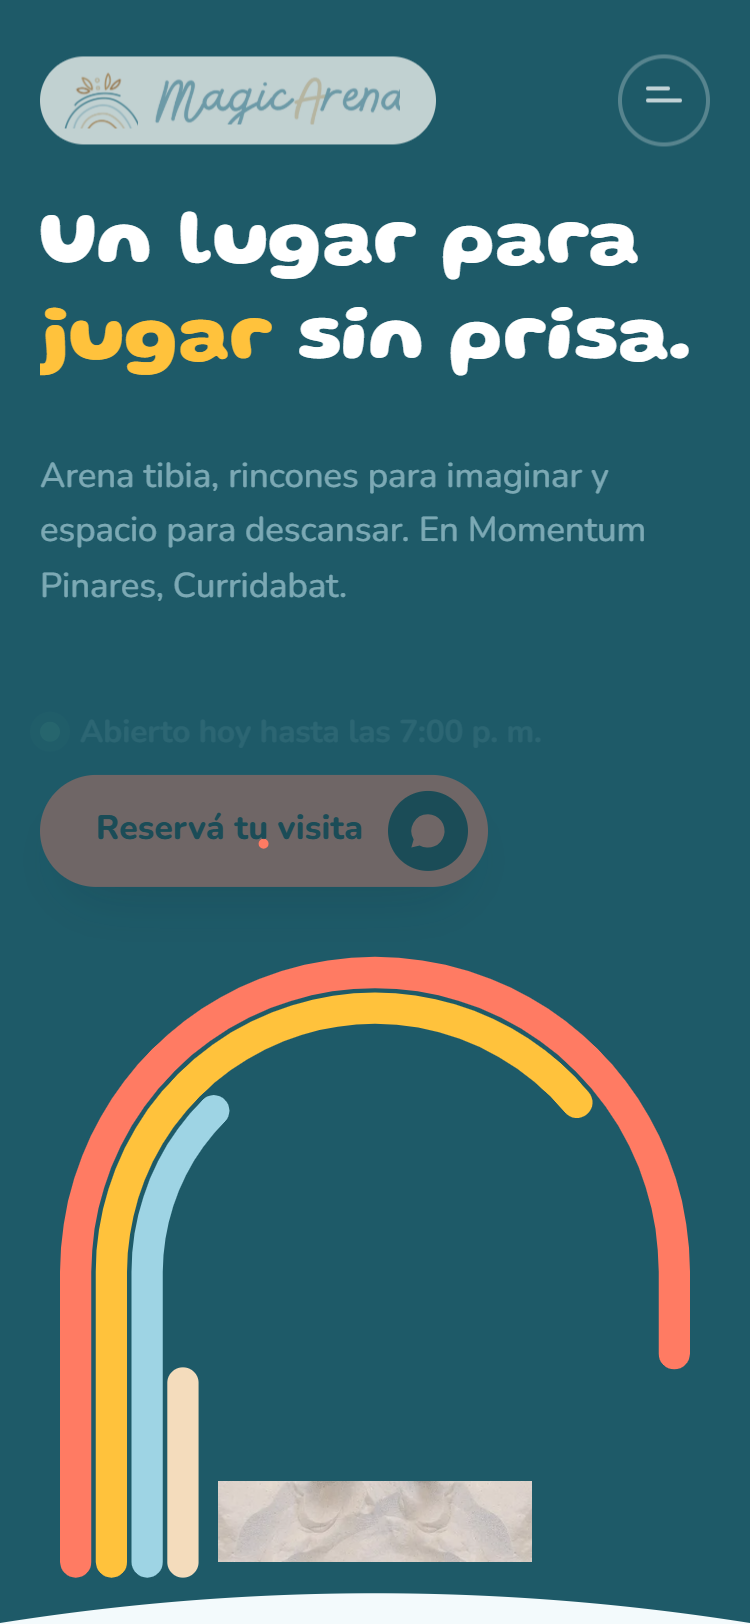 MagicArena
Un lugar para
jugar sin prisa.
Arena tibia, rincones para imaginar y
espacio para descansar. En Momentum
Pinares, Curridabat.
Abierto hoy hasta las 7:00 p. m.
Reservá tu visita